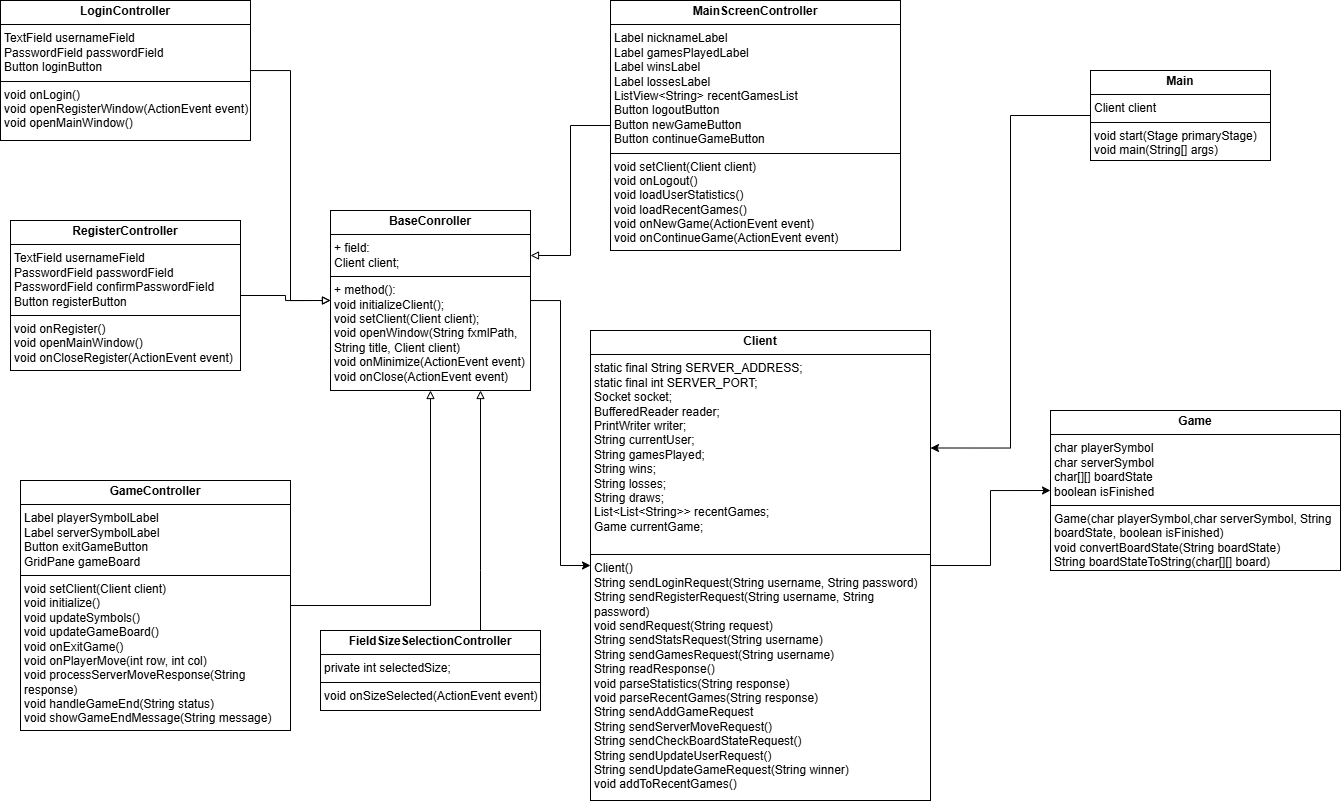 LoginController
TextField usernameField
PasswordField passwordField
Button loginButton
void onLogin()
void openRegisterWindow(ActionEvent event)
void openMainWindow()
MainScreenController
Label nicknameLabel
Label gamesPlayedLabel
Label winsLabel
Label lossesLabel
ListView<String> recentGamesList
Button logoutButton
Button newGameButton
Button continueGameButton
void setClient(Client client)
void onLogout()
void loadUserStatistics()
void loadRecentGames()
void onNewGame(ActionEvent event)
void onContinueGame(ActionEvent event)
Main
Client client
void start(Stage primaryStage)
void main(String[] args)
RegisterController
TextField usernameField
PasswordField passwordField
PasswordField confirmPasswordField
Button registerButton
void onRegister()
void openMainWindow()
void onCloseRegister(ActionEvent event)
BaseConroller
+ field:
Client client;
+ method():
void initializeClient();
void setClient(Client client);
void openWindow(String fxmlPath,
String title, Client client)
void onMinimize(ActionEvent event)
void onClose(ActionEvent event)
Client
static final String SERVER_ADDRESS;
static final int SERVER_PORT;
Socket socket;
BufferedReader reader;
PrintWriter writer;
String currentUser;
String gamesPlayed;
String wins;
String losses;
String draws;
List<List<String>> recentGames;
Game currentGame;
Client()
String sendLoginRequest(String username, String password)
String sendRegisterRequest(String username, String
password)
void sendRequest(String request)
String sendStatsRequest(String username)
String sendGamesRequest(String username)
String readResponse()
void parseStatistics(String response)
void parseRecentGames(String response)
String sendAddGameRequest
String sendServerMoveRequest()
String sendCheckBoardStateRequest()
String sendUpdateUserRequest()
String sendUpdateGameRequest(String winner)
void addToRecentGames()
Game
char playerSymbol
char serverSymbol
char[][] boardState
boolean isFinished
Game(char playerSymbol,char serverSymbol, String
boardState, boolean isFinished)
void convertBoardState(String boardState)
String boardStateToString(char[][] board)
GameController
Label playerSymbolLabel
Label serverSymbolLabel
Button exitGameButton
GridPane gameBoard
void setClient(Client client)
void initialize()
void updateSymbols()
void updateGameBoard()
void onExitGame()
void onPlayerMove(int row, int col)
void processServerMoveResponse(String
response)
void handleGameEnd(String status)
void showGameEndMessage(String message)
FieldSizeSelectionController
private int selectedSize;
void onSizeSelected(ActionEvent event)